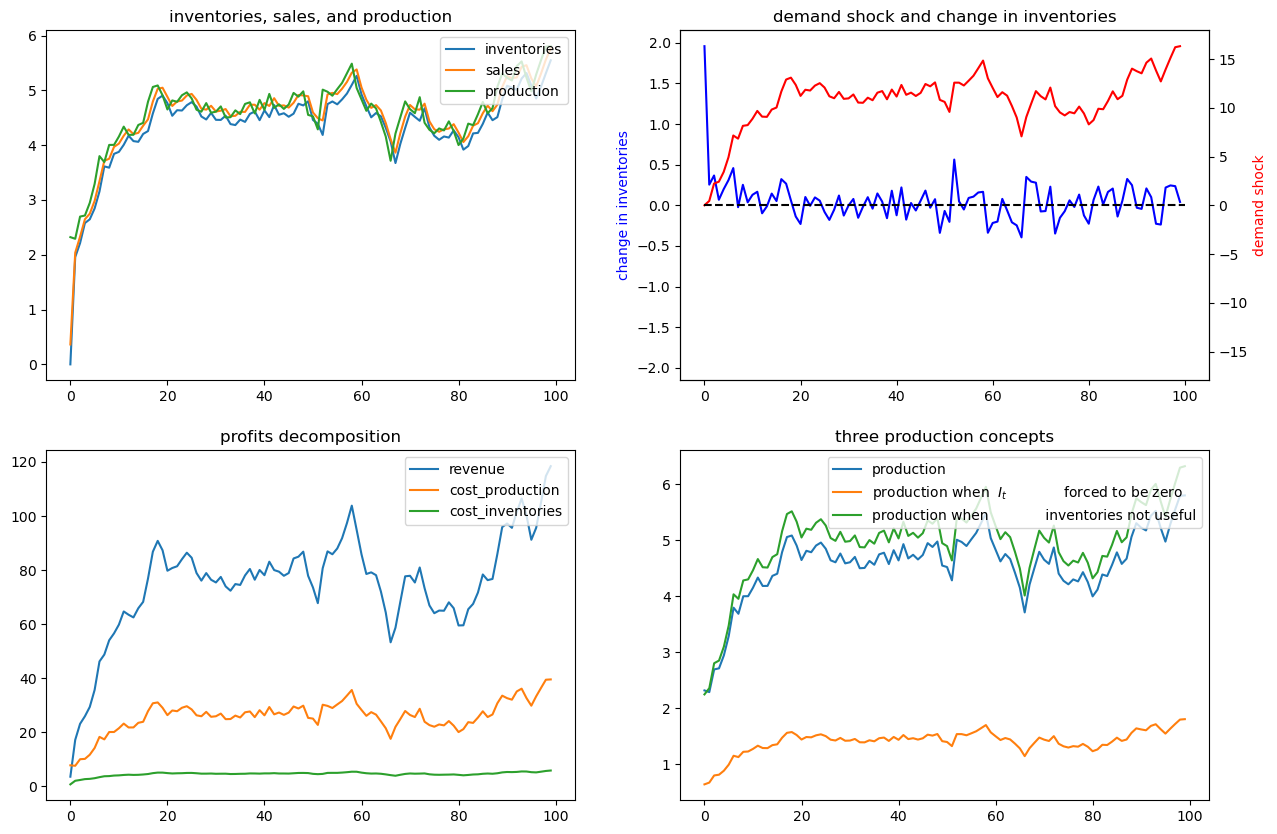 inventories, sales, and production
6
5
4
3
2
1
0
0 20 40 60 80 100
inventories
sales
production
demand shock and change in inventories
change in inventories
2.0
1.5
1.0
0.5
0.0
−0.5
−1.0
−1.5
−2.0
0 20 40 60 80 100
15
10
5
0
−5
−10
−15
demand shock
profits decomposition
120
100
80
60
40
20
0
0 20 40 60 80 100
revenue
cost_production
cost_inventories
three production concepts
6
5
4
3
2
1
0 20 40 60 80 100
production
production when I_t forced to be zero
production when inventories not useful